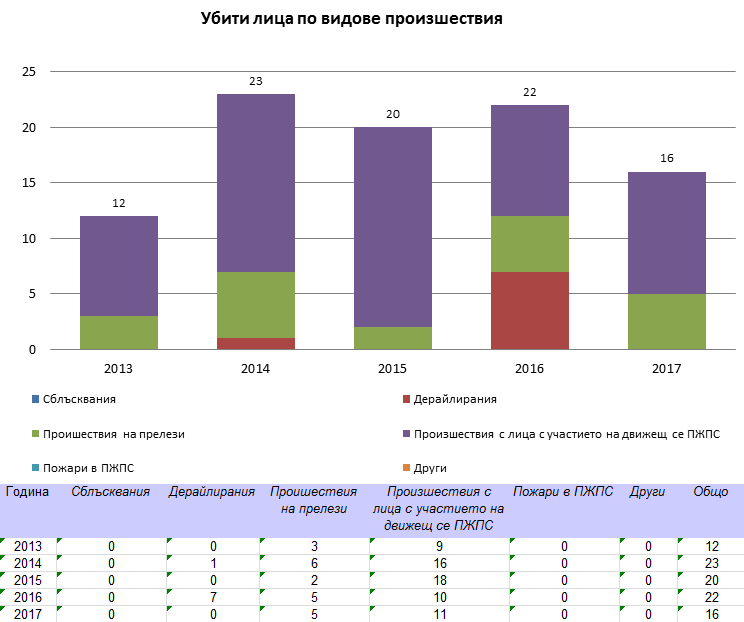 Убити лица по видове произшествия
25
20
15
10
5
0
12
23
20
22
16
2013 2014 2015 2016 2017
Сблъсквания Дерайлирания
Проишествия на прелези Произшествия с лица с участието на движещ се ПЖПС
Пожари в ПЖПС Други
Година Сблъсквания Дерайлирания Проишествия на прелези Произшествия с лица с участието на движещ се ПЖПС Пожари в ПЖПС Други Общо
2013 0 0 3 9 0 0 12
2014 0 1 6 16 0 0 23
2015 0 0 2 18 0 0 20
2016 0 7 5 10 0 0 22
2017 0 0 5 11 0 0 16